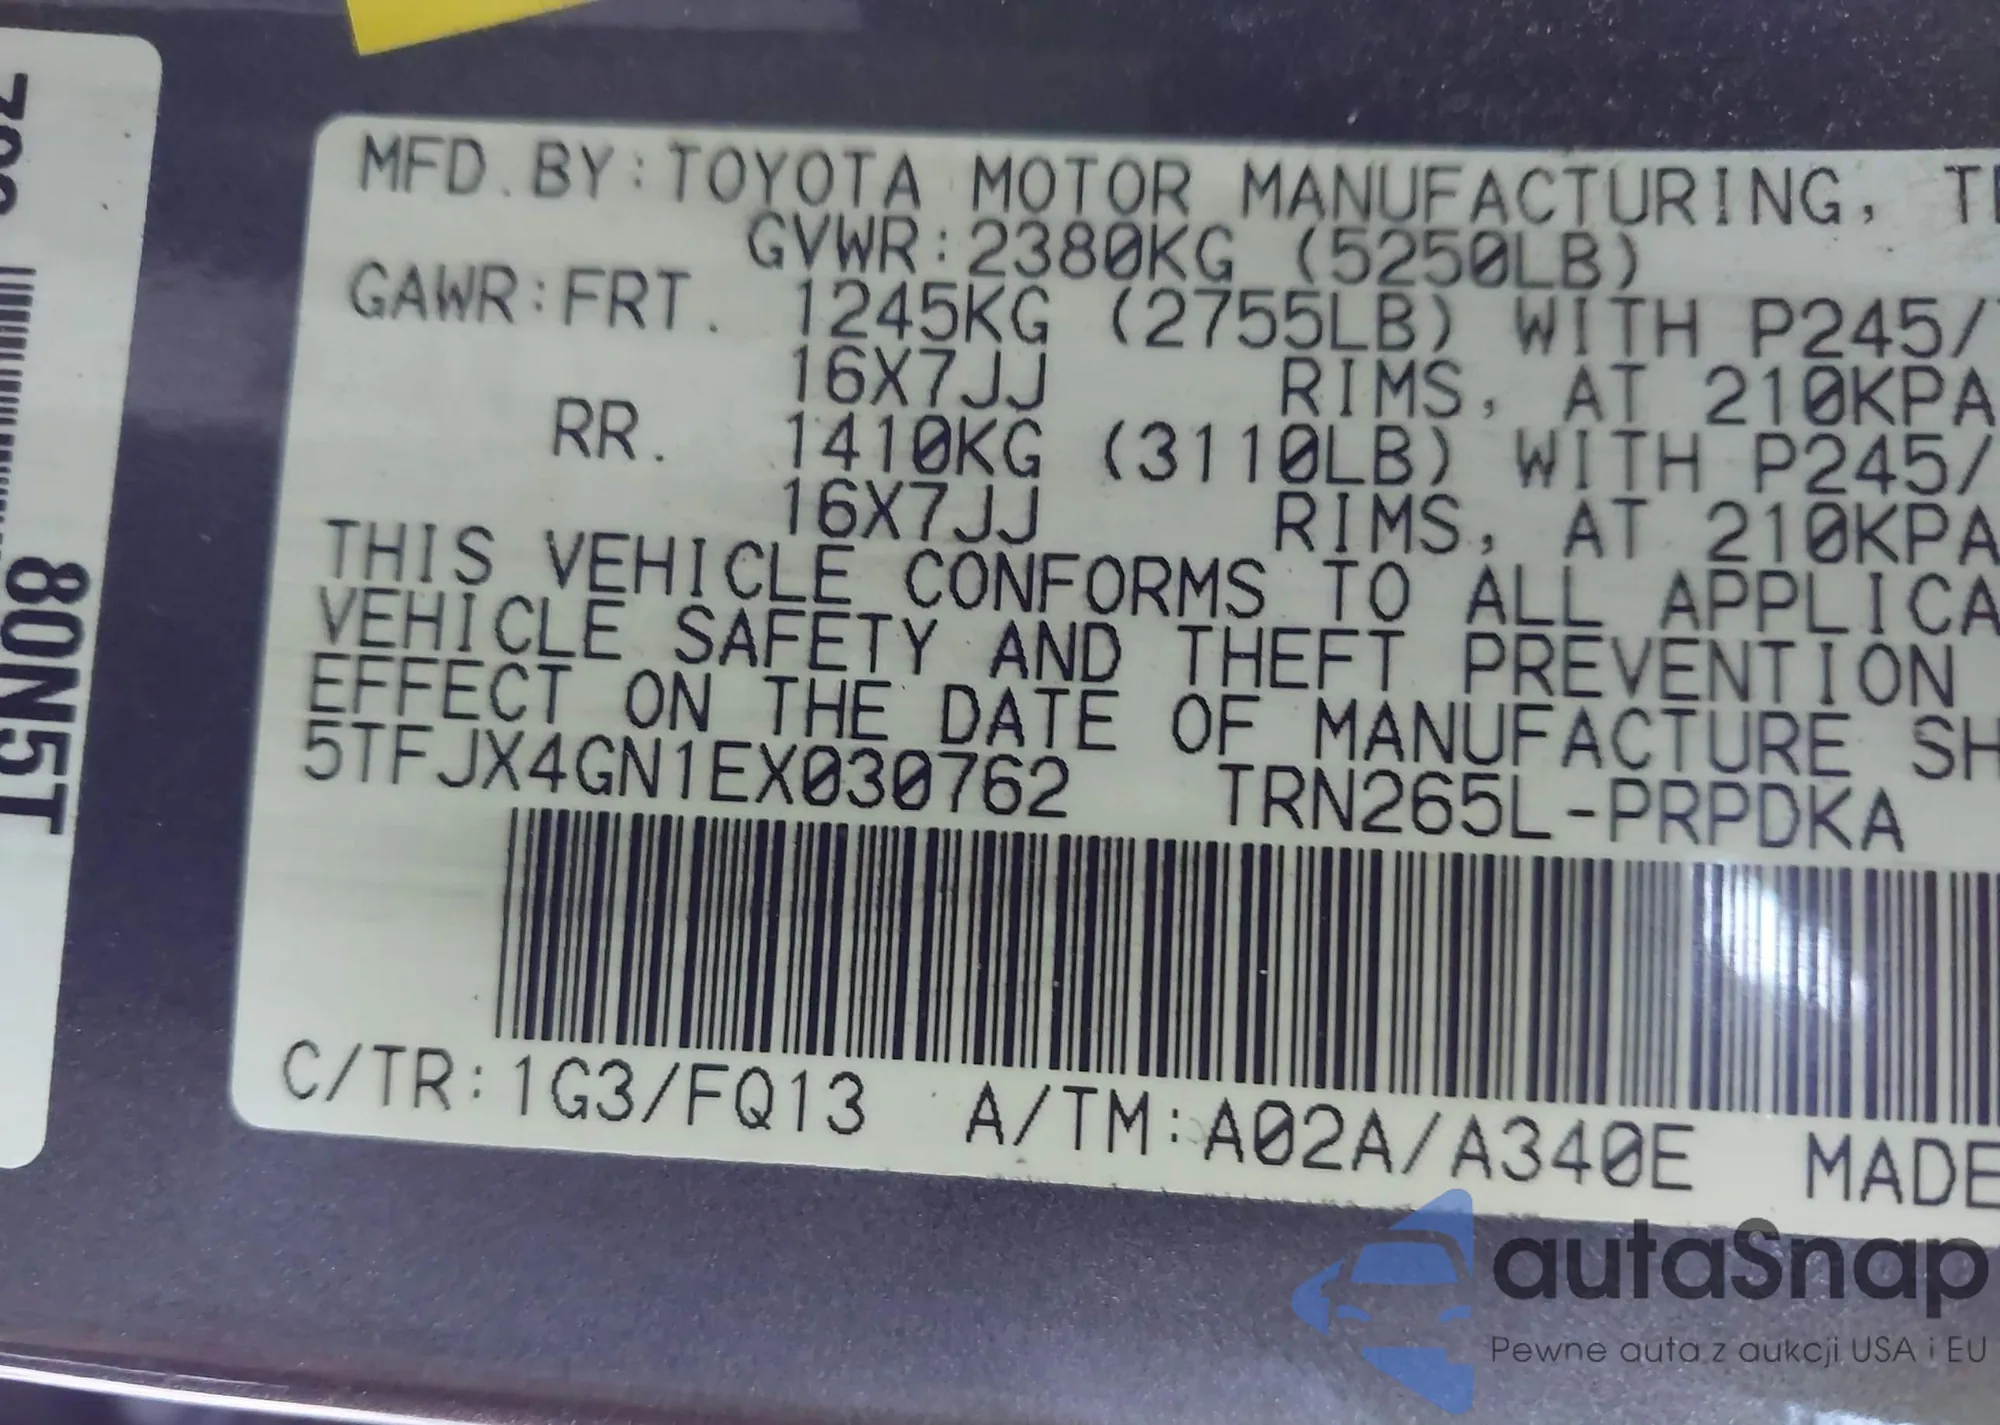 MFD.BY:TOYOTA MOTOR MANUFACTURING,
GVWR:2380KG (5250LB)
GAWR:FRT. 1245KG (2755LB) WITH P245/
16X7JJ RIMS, AT 210KPA
RR. 1410KG (3110LB) WITH P245/
16X7JJ RIMS, AT 210KPA
THIS VEHICLE CONFORMS TO ALL APPLICA
VEHICLE SAFETY AND THEFT PREVENTION
EFFECT ON THE DATE OF MANUFACTURE SH
5TFJX4GN1EX030762 TRN265L-PRPDKA
C/TR:1G3/FQ13 A/TM:A02A/A340E MADE
80N5T
autaSnap
Pewne auta z aukcji USA i EU